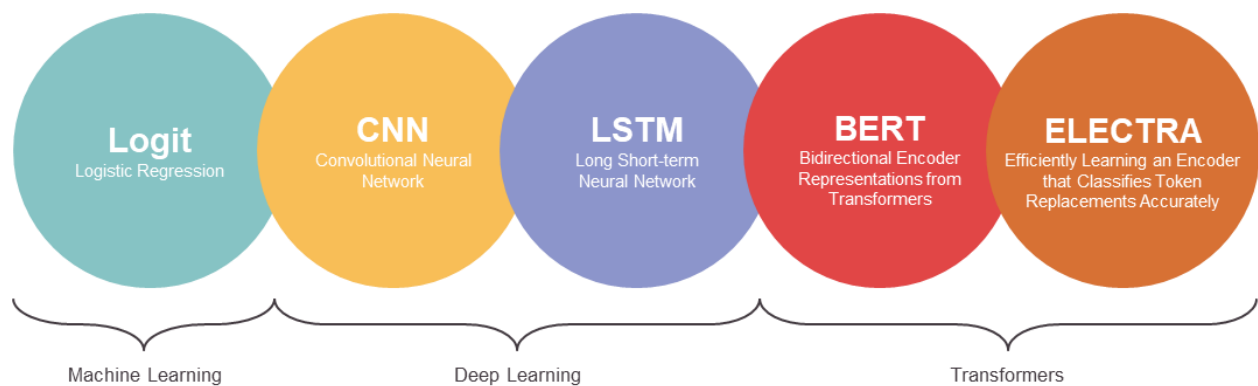 Logit
Logistic Regression
CNN
Convolutional Neural
Network
LSTM
Long Short-term
Neural Network
BERT
Bidirectional Encoder
Representations from
Transformers
ELECTRA
Efficiently Learning an Encoder
that Classifies Token
Replacements Accurately
Machine Learning
Deep Learning
Transformers